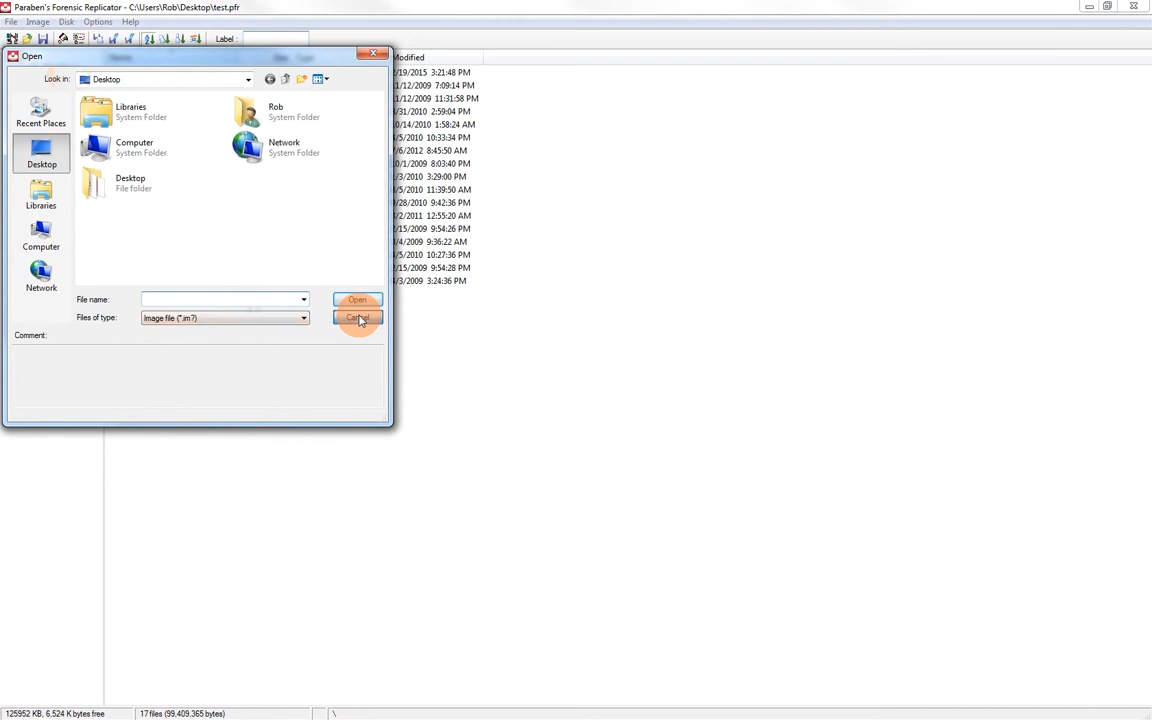 Paraben's Forensic Replicator - C:\Users\Rob\Desktop\test.pfr
File Image Disk Options Help
Label :
Open
Look in: Desktop
Modified
2/19/2015 3:21:48 PM
11/12/2009 7:09:14 PM
11/12/2009 11:31:58 PM
/31/2010 2:59:04 PM
10/14/2010 1:58:24 AM
/5/2010 10:33:34 PM
/6/2012 8:45:50 AM
10/1/2009 8:03:40 PM
/3/2010 3:29:00 PM
/5/2010 11:39:50 AM
/28/2010 9:42:36 PM
/2/2011 12:55:20 AM
/15/2009 9:54:26 PM
/4/2009 9:36:22 AM
/5/2010 10:27:36 PM
/15/2009 9:54:28 PM
/3/2009 3:24:36 PM
Recent Places
Desktop
Libraries
Computer
Network
Libraries
System Folder
Rob
System Folder
Computer
System Folder
Network
System Folder
Desktop
File folder
File name:
Open
Files of type: Image file (*.im?)
Cancel
Comment:
125952 KB, 6,524 K bytes free
17 files (99,409,365 bytes)
\